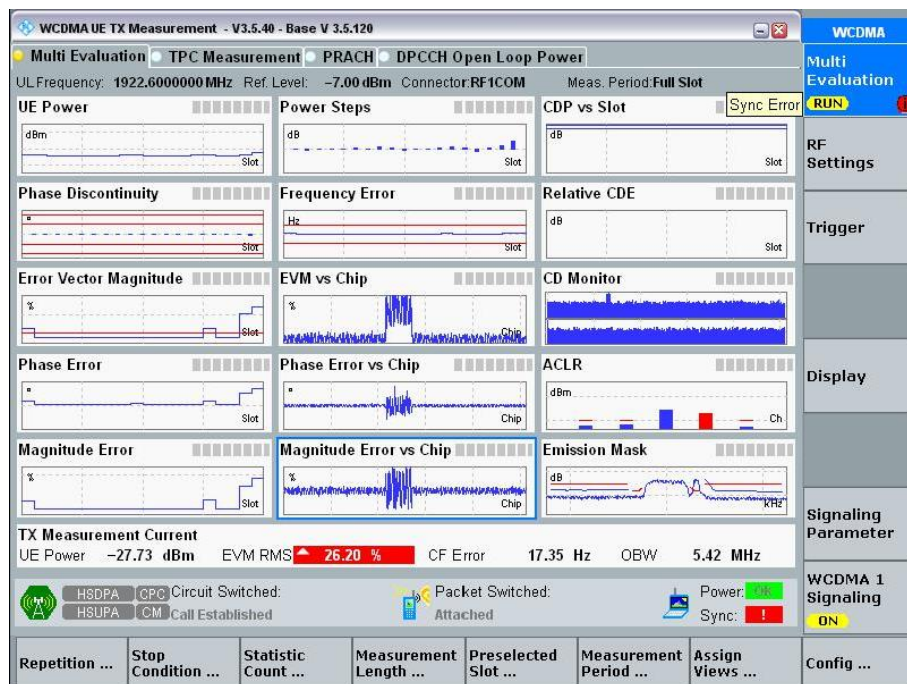 WCDMA UE TX Measurement - V3.5.40 - Base V 3.5.120
WCDMA
Multi Evaluation TPC Measurement PRACH DPCCH Open Loop Power
Multi
Evaluation
RUN
UL Frequency: 1922.6000000 MHz Ref. Level: -7.00 dBm Connector:RF1COM Meas. Period:Full Slot
Sync Error
UE Power
dBm
Slot
Power Steps
dB
Slot
CDP vs Slot
dB
Slot
RF
Settings
Phase Discontinuity
°
Slot
Frequency Error
Hz
Slot
Relative CDE
dB
Slot
Trigger
Error Vector Magnitude
%
Slot
EVM vs Chip
%
Chip
CD Monitor
Phase Error
°
Slot
Phase Error vs Chip
°
Chip
ACLR
dBm
Ch
Display
Magnitude Error
%
Slot
Magnitude Error vs Chip
%
Chip
Emission Mask
dB
kHz
Signaling
Parameter
TX Measurement Current
UE Power -27.73 dBm EVM RMS 26.20 % CF Error 17.35 Hz OBW 5.42 MHz
HSDPA CPC Circuit Switched: Packet Switched: Power: OK
HSUPA CM Call Established Attached Sync: !
WCDMA 1
Signaling
ON
Repetition ...
Stop
Condition ...
Statistic
Count ...
Measurement
Length ...
Preselected
Slot ...
Measurement
Period ...
Assign
Views ...
Config ...